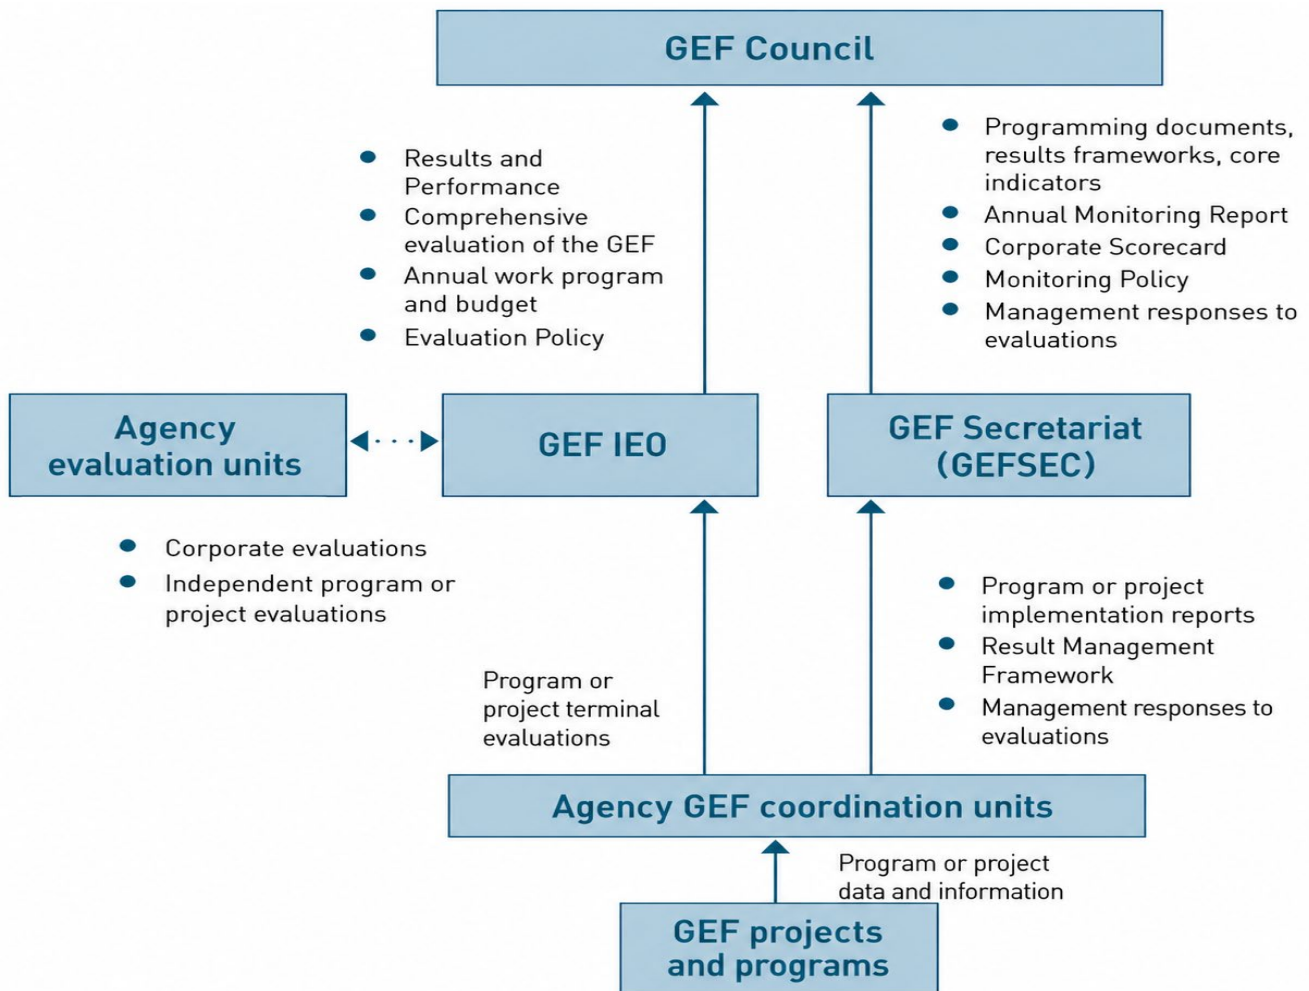 GEF Council
Results and
Performance
Comprehensive
evaluation of the GEF
Annual work program
and budget
Evaluation Policy
Programming documents,
results frameworks, core
indicators
Annual Monitoring Report
Corporate Scorecard
Monitoring Policy
Management responses to
evaluations
Agency
evaluation units
GEF IEO
GEF Secretariat
(GEFSEC)
Corporate evaluations
Independent program or
project evaluations
Program or
project terminal
evaluations
Program or project
implementation reports
Result Management
Framework
Management responses to
evaluations
Agency GEF coordination units
Program or project
data and information
GEF projects
and programs